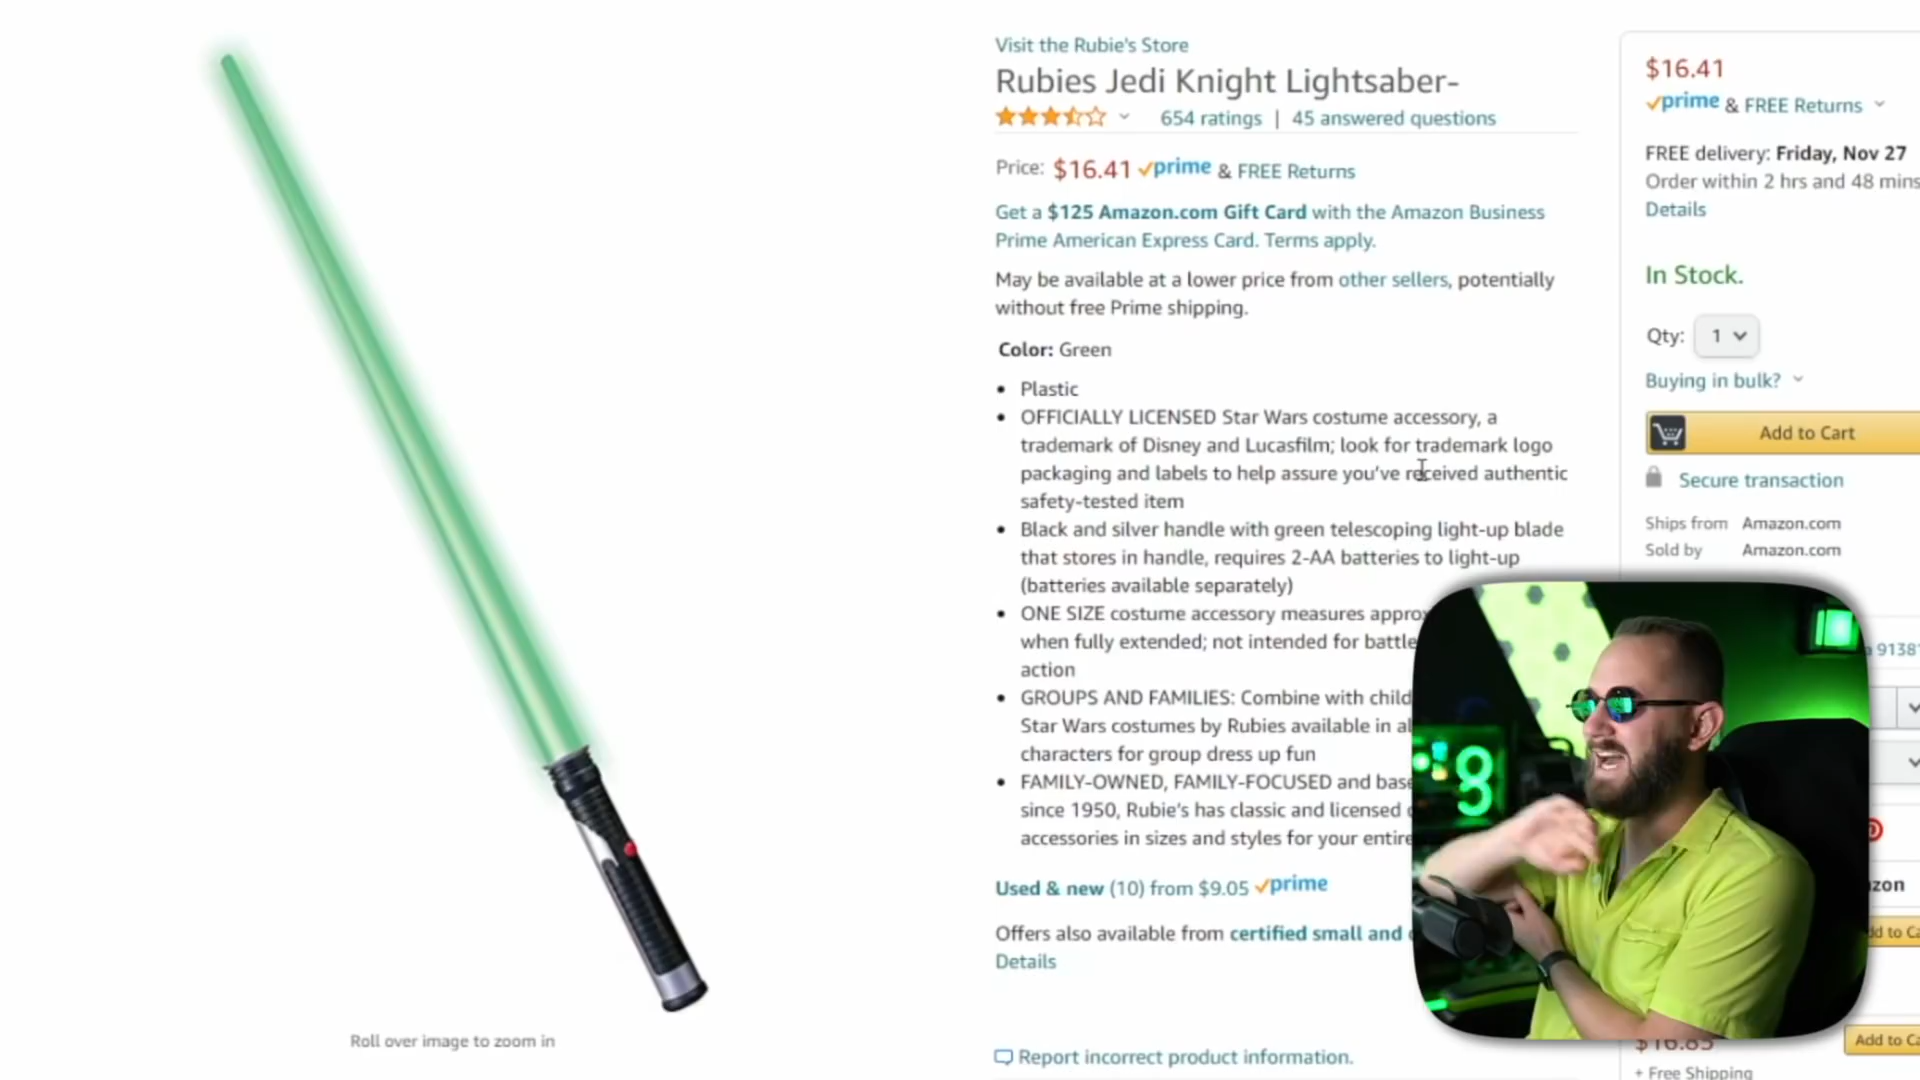 Visit the Rubie's Store
Rubies Jedi Knight Lightsaber-
654 ratings | 45 answered questions
Price: $16.41 prime & FREE Returns
Get a $125 Amazon.com Gift Card with the Amazon Business
Prime American Express Card. Terms apply.
May be available at a lower price from other sellers, potentially
without free Prime shipping.
Color: Green
Plastic
OFFICIALLY LICENSED Star Wars costume accessory, a
trademark of Disney and Lucasfilm; look for trademark logo
packaging and labels to help assure you've received authentic
safety-tested item
Black and silver handle with green telescoping light-up blade
that stores in handle, requires 2-AA batteries to light-up
(batteries available separately)
ONE SIZE costume accessory measures
when fully extended; not intended for battle
action
GROUPS AND FAMILIES: Combine with child
Star Wars costumes by Rubies available in
characters for group dress up fun
FAMILY-OWNED, FAMILY-FOCUSED and
since 1950, Rubie's has classic and licensed
accessories in sizes and styles for your entire
Used & new (10) from $9.05 prime
Offers also available from certified small and
Details
Report incorrect product information.
Roll over image to zoom in
$16.41
prime & FREE Returns
FREE delivery: Friday, Nov 27
Order within 2 hrs and 48 mins
Details
In Stock.
Qty: 1
Buying in bulk?
Add to Cart
Secure transaction
Ships from Amazon.com
Sold by Amazon.com
$16.85
Add to
+ Free Shipping